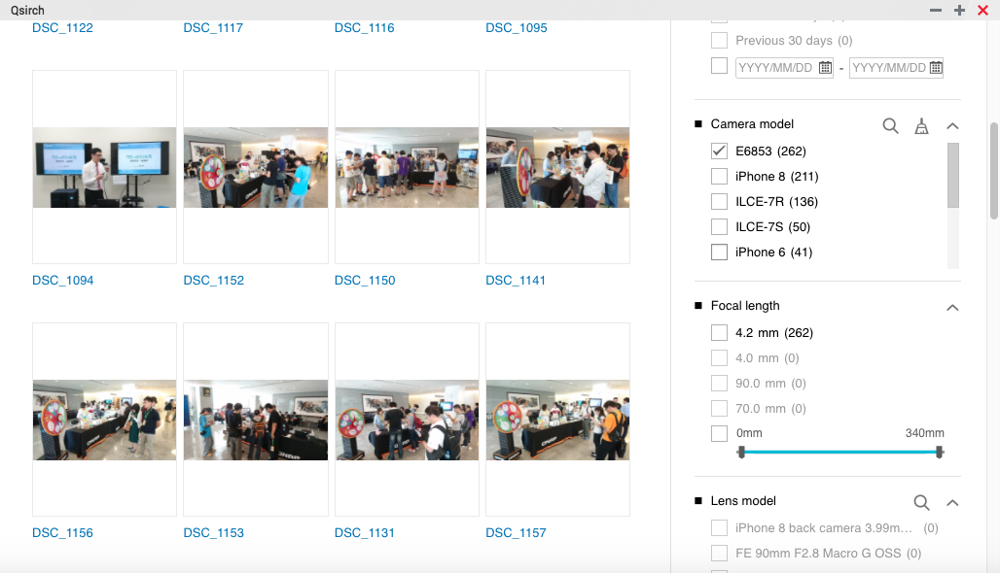 Qsirch
DSC_1122
DSC_1117
DSC_1116
DSC_1095
DSC_1094
DSC_1152
DSC_1150
DSC_1141
DSC_1156
DSC_1153
DSC_1131
DSC_1157
Previous 30 days (0)
YYYY/MM/DD - YYYY/MM/DD
Camera model
E6853 (262)
iPhone 8 (211)
ILCE-7R (136)
ILCE-7S (50)
iPhone 6 (41)
Focal length
4.2 mm (262)
4.0 mm (0)
90.0 mm (0)
70.0 mm (0)
0mm 340mm
Lens model
iPhone 8 back camera 3.99m... (0)
FE 90mm F2.8 Macro G OSS (0)